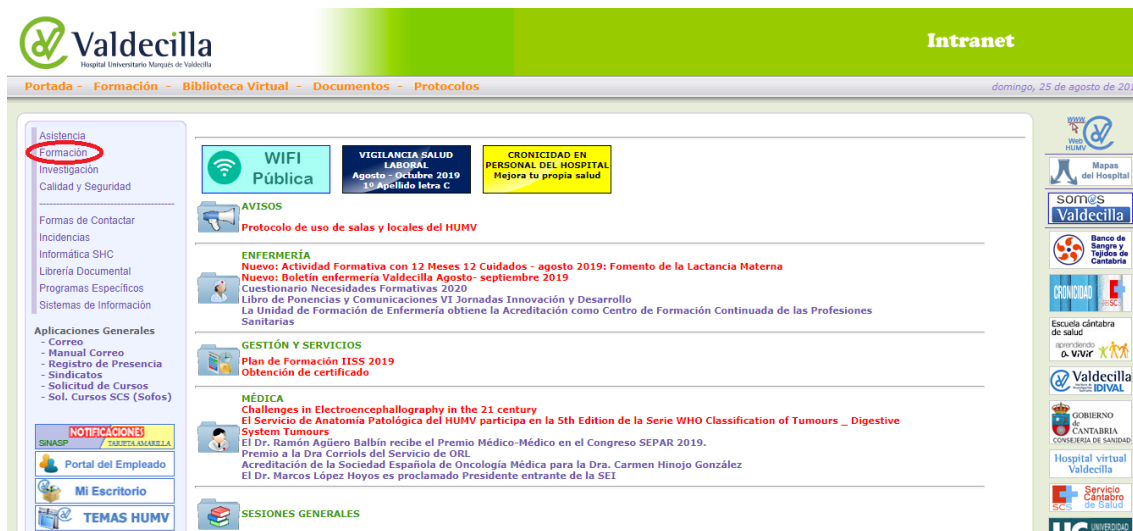 Valdecilla
Hospital Universitario Marqués de Valdecilla
Intranet
Portada - Formación - Biblioteca Virtual - Documentos - Protocolos
domingo, 25 de agosto de 201
Asistencia
Formación
Investigación
Calidad y Seguridad
Formas de Contactar
Incidencias
Informática SHC
Librería Documental
Programas Específicos
Sistemas de Información
Aplicaciones Generales
- Correo
- Manual Correo
- Registro de Presencia
- Sindicatos
- Solicitud de Cursos
- Sol. Cursos SCS (Sofos)
NOTIFICACIONES
SiNASP TARJETA AMARILLA
Portal del Empleado
Mi Escritorio
TEMAS HUMV
WIFI
Pública
VIGILANCIA SALUD
LABORAL
Agosto - Octubre 2019
1º Apellido letra C
CRONICIDAD EN
PERSONAL DEL HOSPITAL
Mejora tu propia salud
AVISOS
Protocolo de uso de salas y locales del HUMV
ENFERMERÍA
Nuevo: Actividad Formativa con 12 Meses 12 Cuidados - agosto 2019: Fomento de la Lactancia Materna
Nuevo: Boletín enfermería Valdecilla Agosto- septiembre 2019
Cuestionario Necesidades Formativas 2020
Libro de Ponencias y Comunicaciones VI Jornadas Innovación y Desarrollo
La Unidad de Formación de Enfermería obtiene la Acreditación como Centro de Formación Continuada de las Profesiones
Sanitarias
GESTIÓN Y SERVICIOS
Plan de Formación IISS 2019
Obtención de certificado
MÉDICA
Challenges in Electroencephallography in the 21 century
El Servicio de Anatomía Patológica del HUMV participa en la 5th Edition de la Serie WHO Classification of Tumours _ Digestive
System Tumours
El Dr. Ramón Agüero Balbín recibe el Premio Médico-Médico en el Congreso SEPAR 2019.
Premio a la Dra Corriols del Servicio de ORL
Acreditación de la Sociedad Española de Oncología Médica para la Dra. Carmen Hinojo González
El Dr. Marcos López Hoyos es proclamado Presidente entrante de la SEI
SESIONES GENERALES
WWW
Web
HUMV
Mapas
del Hospital
som@s
Valdecilla
Banco de
Sangre y
Tejidos de
Cantabria
CRONICIDAD
Escuela cántabra
de salud
aprendiendo
a ViVir
Valdecilla
IDIVAL
GOBIERNO
de
CANTABRIA
CONSEJERIA DE SANIDAD
Hospital virtual
Valdecilla
Servicio
Cántabro
de Salud
SCS
UC UNIVERSIDAD